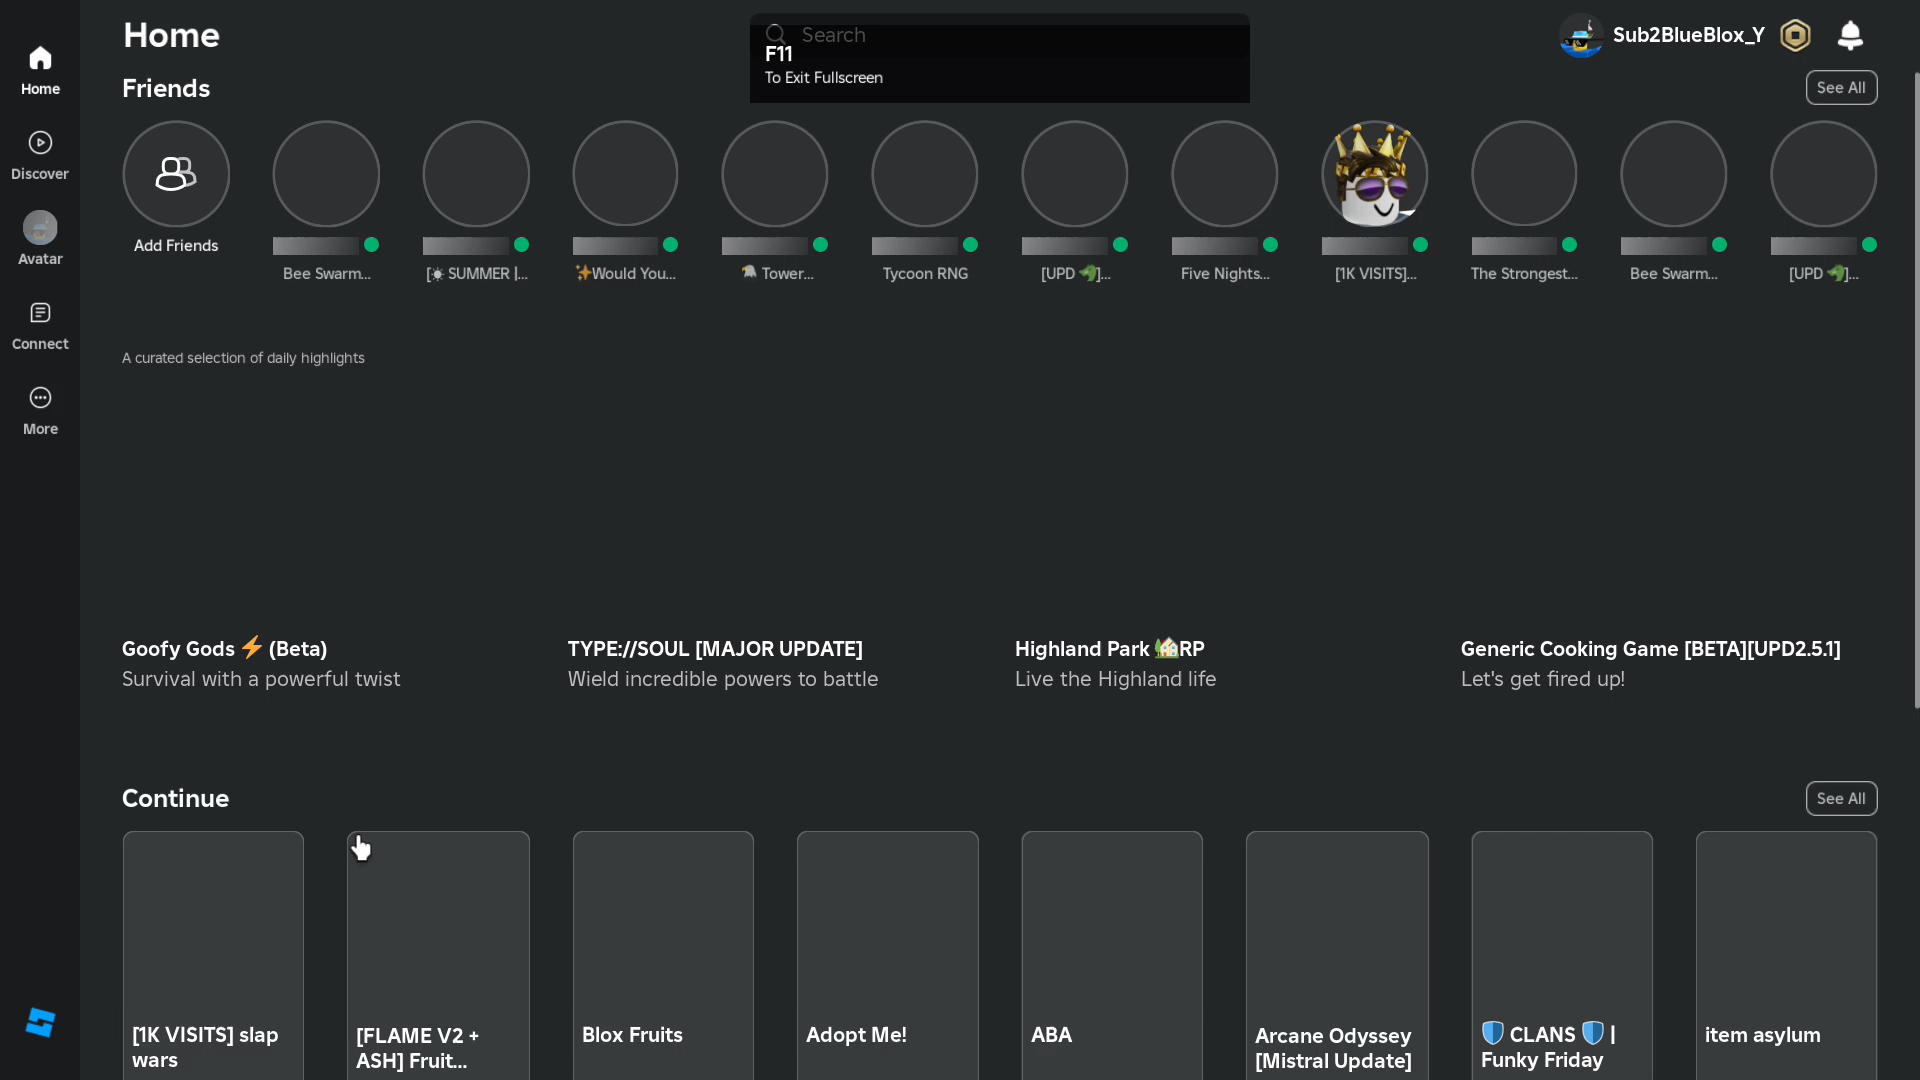 Home
Search
Sub2BlueBlox_Y
F11
To Exit Fullscreen
Home
Friends
See All
Discover
Add Friends
Avatar
Bee Swarm...
[☀ SUMMER |...
✨Would You...
🦅 Tower...
Tycoon RNG
[UPD 🐲]...
Five Nights...
[1K VISITS]...
The Strongest...
Bee Swarm...
[UPD 🐲]...
Connect
A curated selection of daily highlights
More
Goofy Gods ⚡ (Beta)
Survival with a powerful twist
TYPE://SOUL [MAJOR UPDATE]
Wield incredible powers to battle
Highland Park 🏡RP
Live the Highland life
Generic Cooking Game [BETA][UPD2.5.1]
Let's get fired up!
Continue
See All
[1K VISITS] slap
wars
[FLAME V2 +
ASH] Fruit...
Blox Fruits
Adopt Me!
ABA
Arcane Odyssey
[Mistral Update]
🛡️ CLANS 🛡️ |
Funky Friday
item asylum